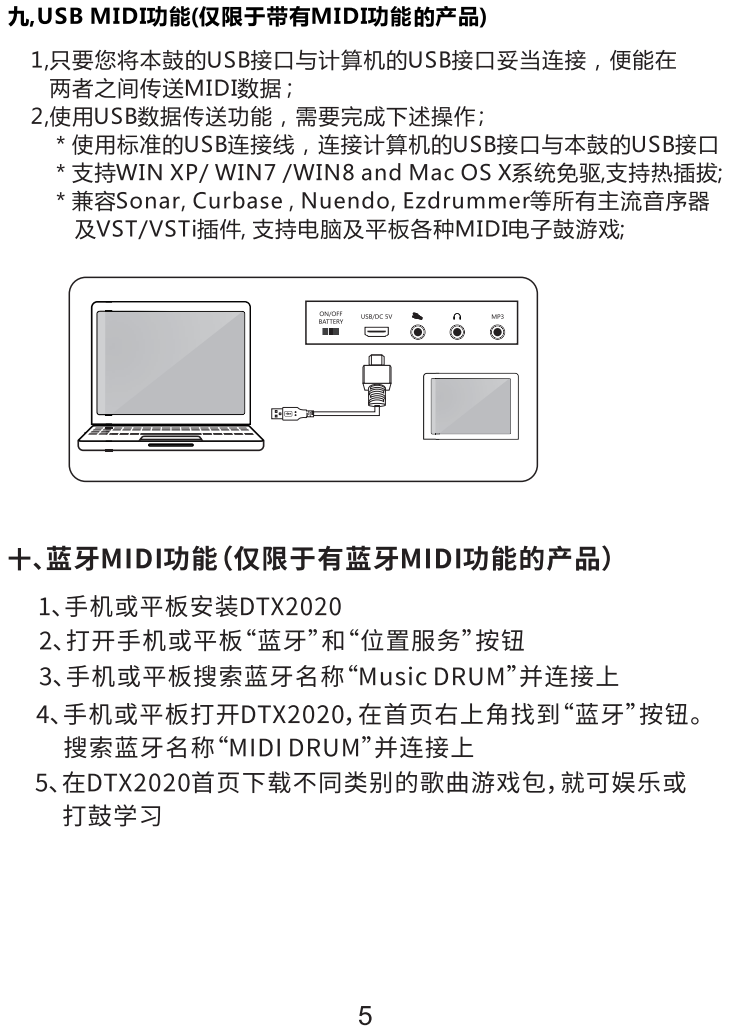 九,USB MIDI功能(仅限于带有MIDI功能的产品)
1,只要您将本鼓的USB接口与计算机的USB接口妥当连接，便能在
两者之间传送MIDI数据；
2,使用USB数据传送功能，需要完成下述操作；
* 使用标准的USB连接线，连接计算机的USB接口与本鼓的USB接口
* 支持WIN XP/ WIN7 /WIN8 and Mac OS X系统免驱,支持热插拔;
* 兼容Sonar, Curbase , Nuendo, Ezdrummer等所有主流音序器
及VST/VSTi插件, 支持电脑及平板各种MIDI电子鼓游戏;
ON/OFF
BATTERY
USB/DC 5V
MP3
十、蓝牙MIDI功能（仅限于有蓝牙MIDI功能的产品）
1、手机或平板安装DTX2020
2、打开手机或平板“蓝牙”和“位置服务”按钮
3、手机或平板搜索蓝牙名称“Music DRUM”并连接上
4、手机或平板打开DTX2020，在首页右上角找到“蓝牙”按钮。
搜索蓝牙名称“MIDI DRUM”并连接上
5、在DTX2020首页下载不同类别的歌曲游戏包，就可娱乐或
打鼓学习
5